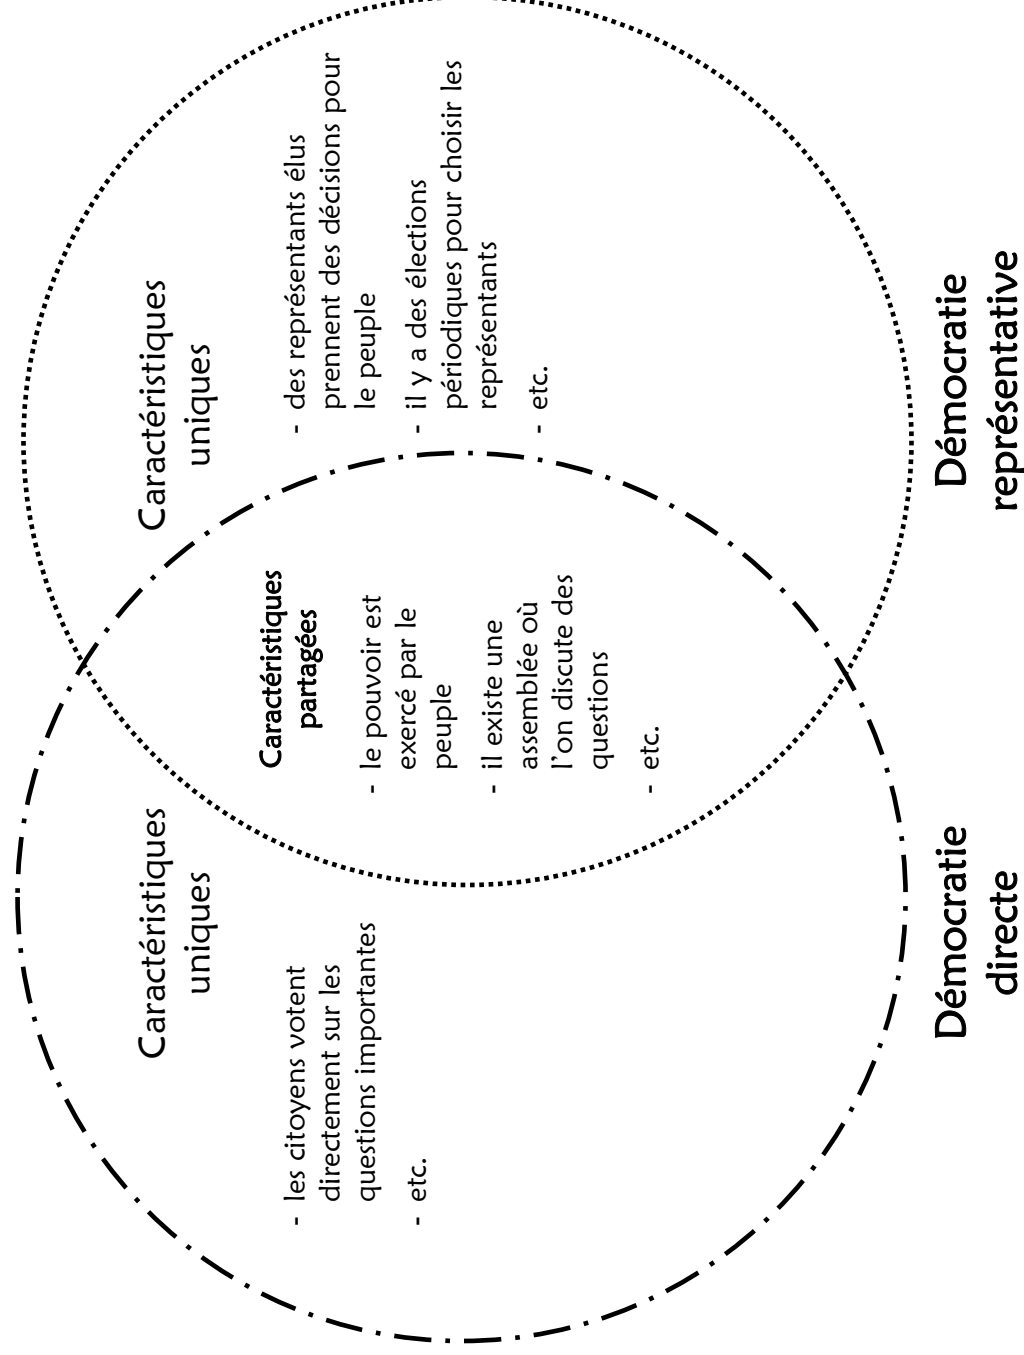 Caractéristiques
uniques
- les citoyens votent
directement sur les
questions importantes
- etc.
Caractéristiques
partagées
- le pouvoir est
exercé par le
peuple
- il existe une
assemblée où
l'on discute des
questions
- etc.
Caractéristiques
uniques
- des représentants élus
prennent des décisions pour
le peuple
- il y a des élections
périodiques pour choisir les
représentants
- etc.
Démocratie
directe
Démocratie
représentative